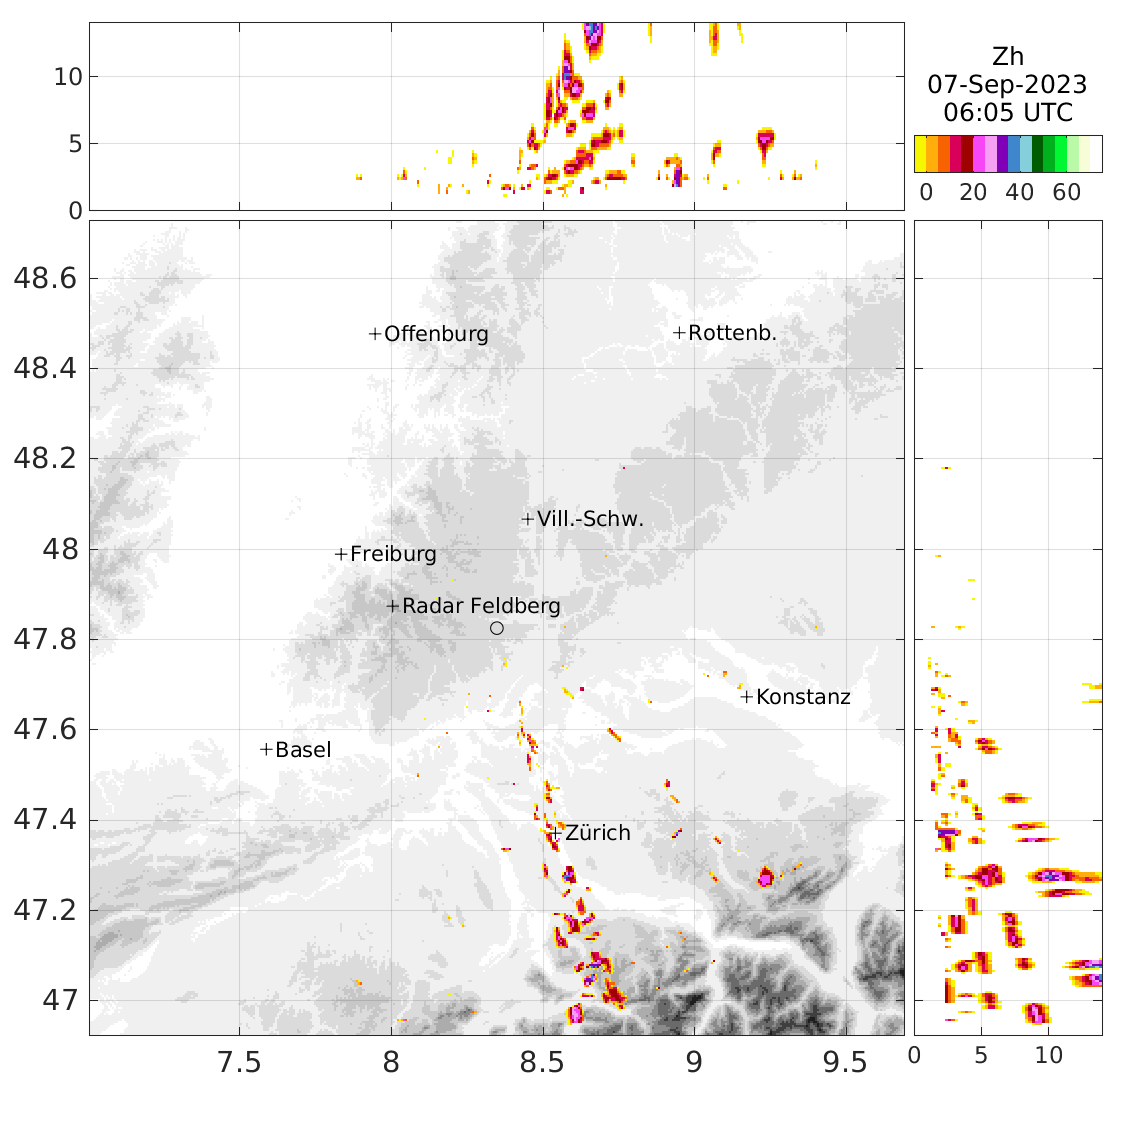 10
5
0
Zh
07-Sep-2023
06:05 UTC
0 20 40 60
48.6
48.4
48.2
48
47.8
47.6
47.4
47.2
47
+Offenburg
+Rottenb.
+Vill.-Schw.
+Freiburg
+Radar Feldberg
+Konstanz
+Basel
+Zürich
7.5 8 8.5 9 9.5
0 5 10